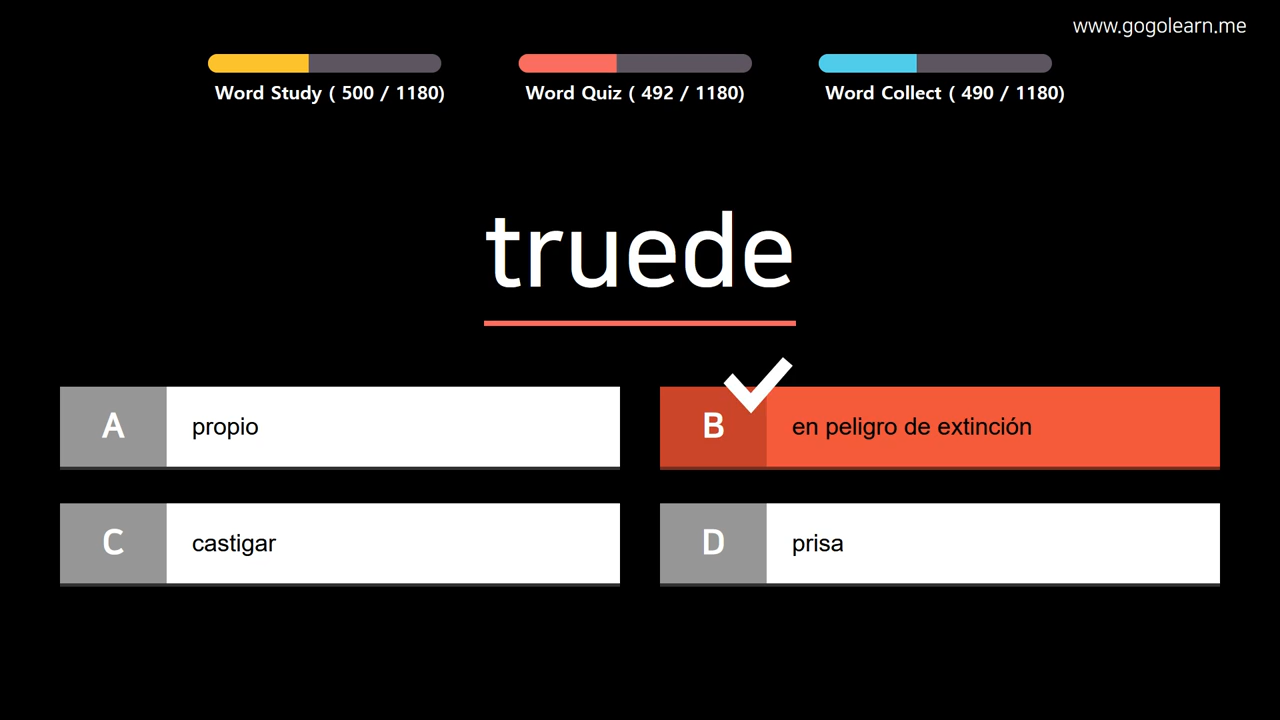 www.gogolearn.me
Word Study ( 500 / 1180)
Word Quiz ( 492 / 1180)
Word Collect ( 490 / 1180)
truede
A propio
B en peligro de extinción
C castigar
D prisa